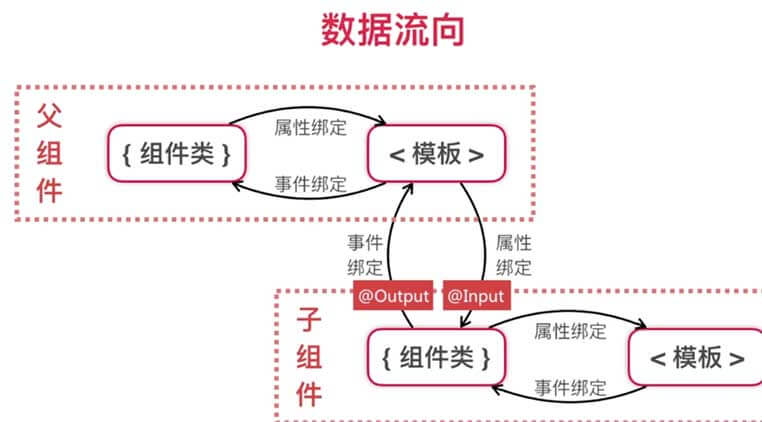 数据流向
父
组
件
{ 组件类 }
属性绑定
事件绑定
< 模板 >
事件
绑定
属性
绑定
@Output
@Input
子
组
件
{ 组件类 }
属性绑定
事件绑定
< 模板 >